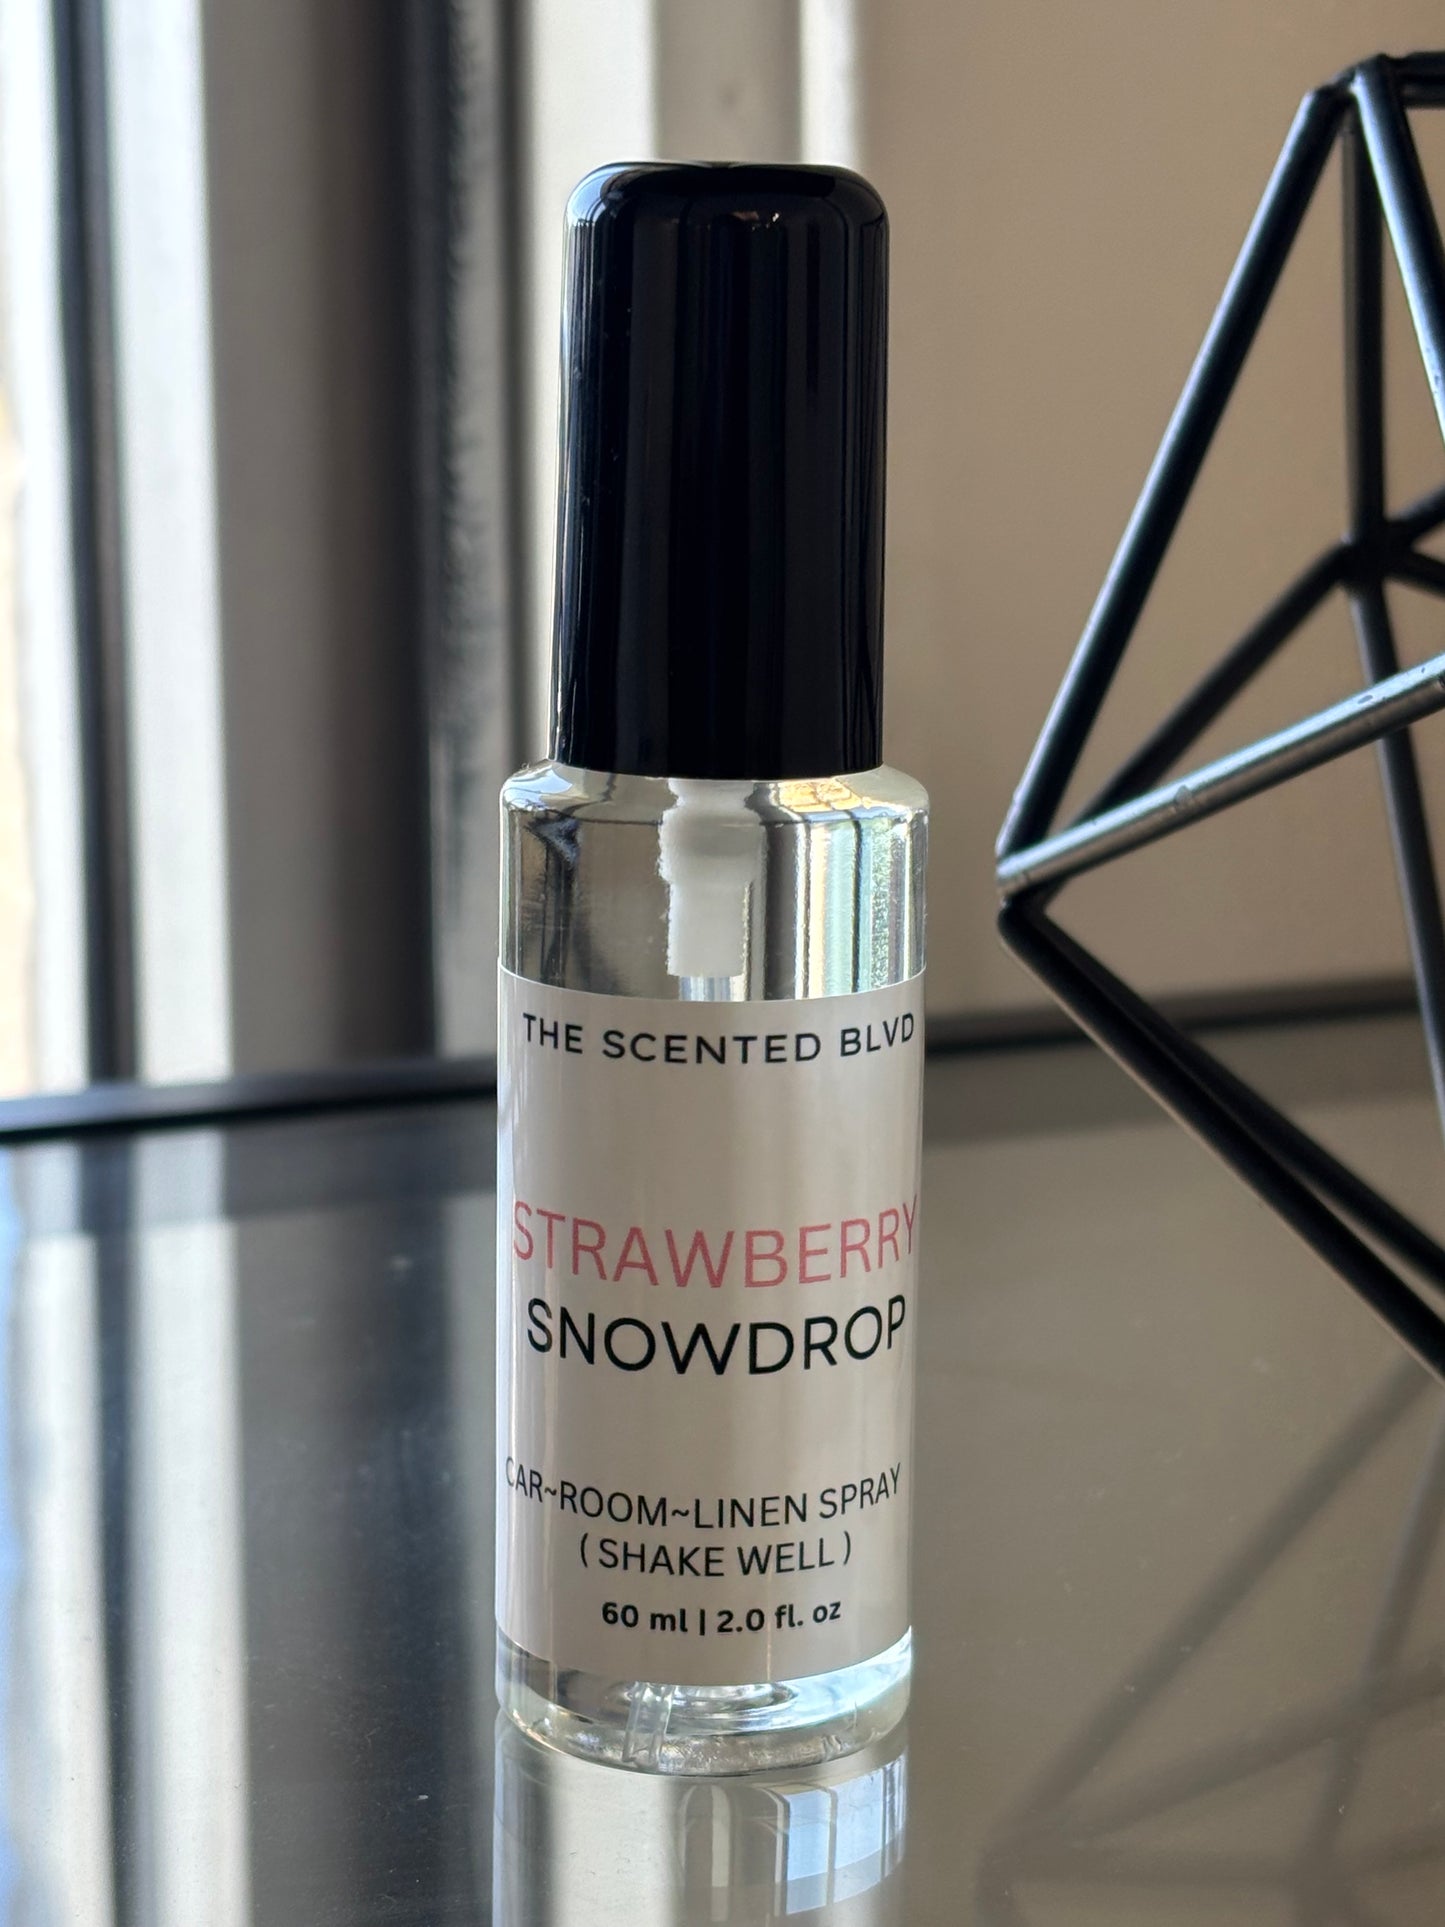 THE SCENTED BLVD
STRAWBERRY
SNOWDROP
CAR~ROOM~LINEN SPRAY
( SHAKE WELL )
60 ml | 2.0 fl. oz